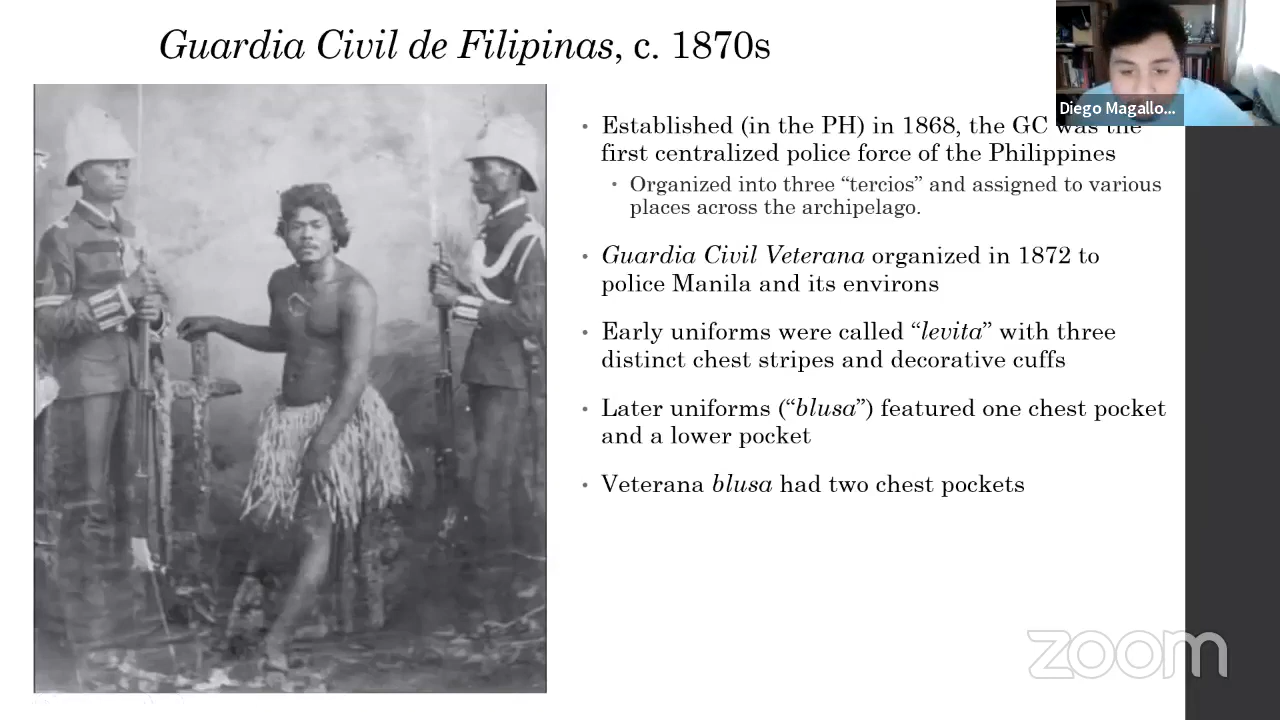 Guardia Civil de Filipinas, c. 1870s
Diego Magallo...
Established (in the PH) in 1868, the GC was the
first centralized police force of the Philippines
Organized into three “tercios” and assigned to various
places across the archipelago.
Guardia Civil Veterana organized in 1872 to
police Manila and its environs
Early uniforms were called “levita” with three
distinct chest stripes and decorative cuffs
Later uniforms (“blusa”) featured one chest pocket
and a lower pocket
Veterana blusa had two chest pockets
zoom